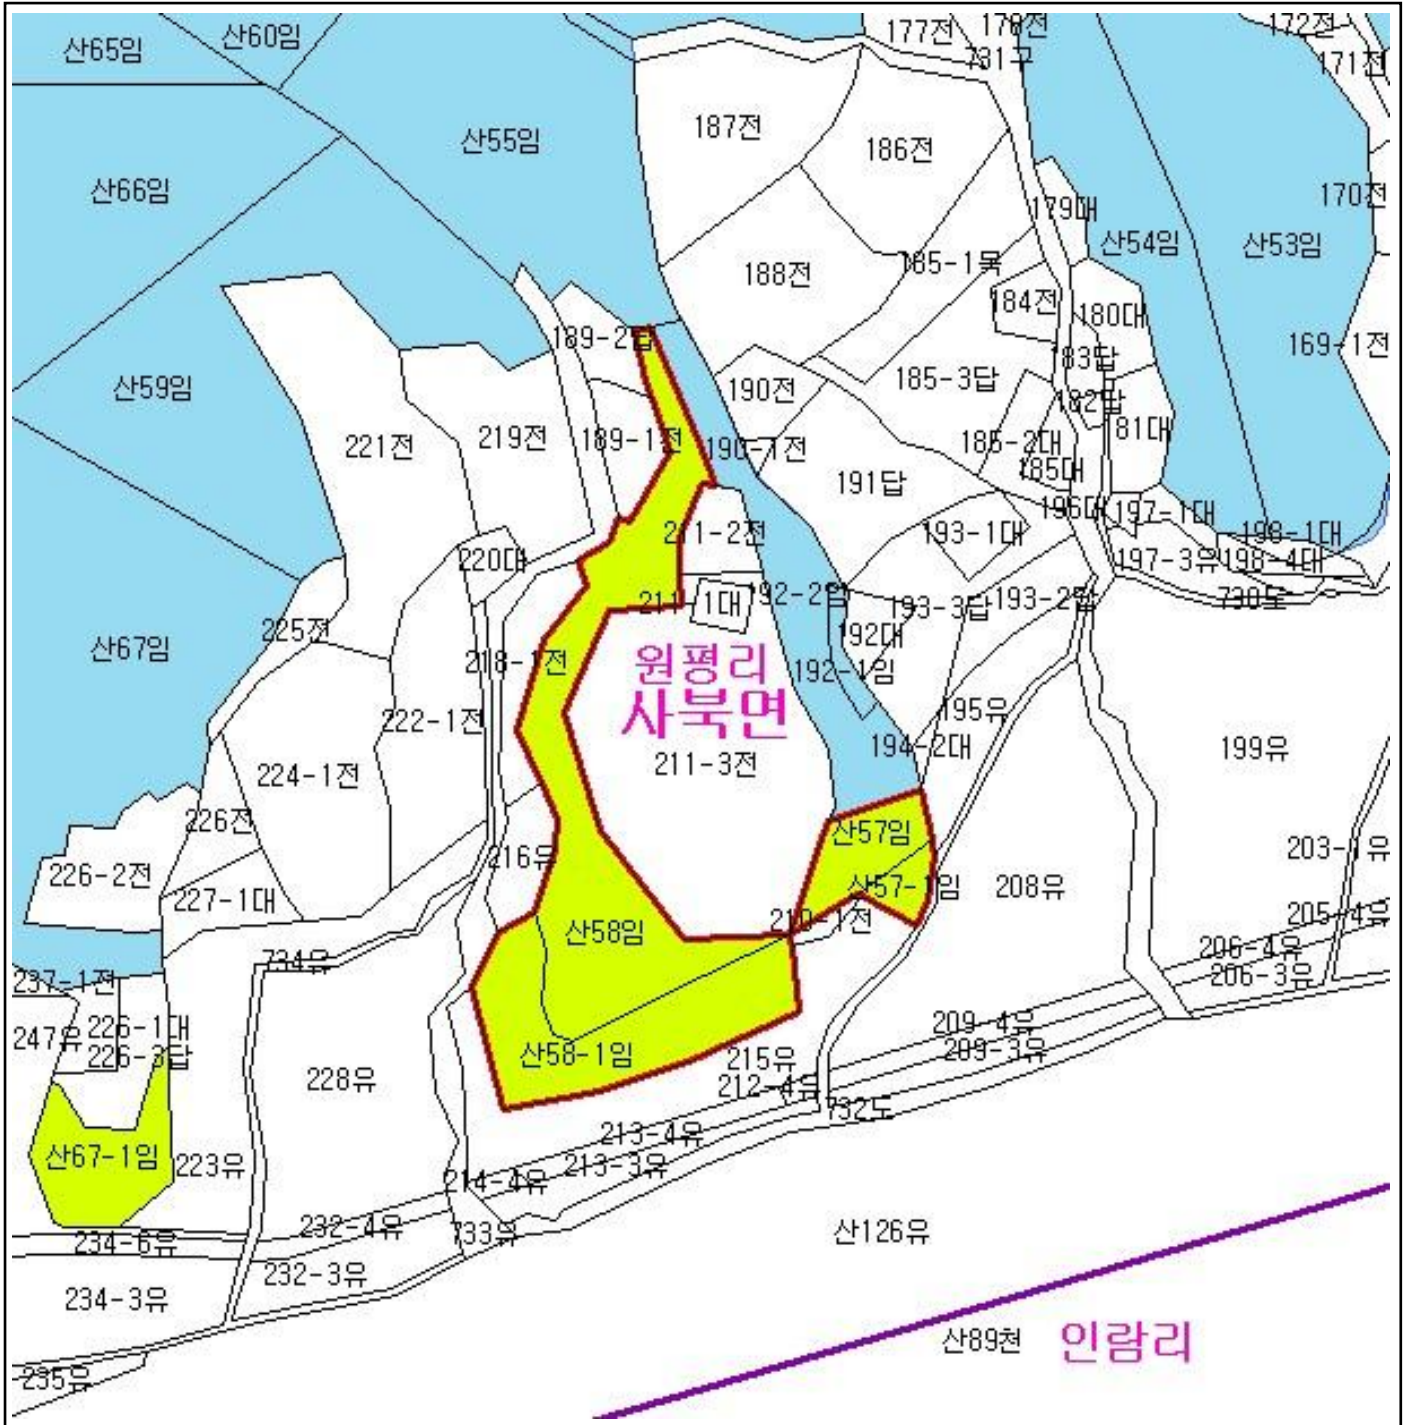 177전
178전
172전
산65임
산60임
731구
171전
187전
산55임
186전
산66임
170전
179대
산54임
산53임
185-1목
188전
184전
180대
189-2답
169-1전
183답
산59임
190전
185-3답
182답
221전
219전
189-1전
190-1전
185-2대
181대
185대
191답
196대
197-1대
211-2전
193-1대
198-1대
220대
197-3유
198-4대
211-1대
192-2임
193-3답
193-2답
730도
225전
192대
산67임
218-1전
원평리
192-1임
사북면
222-1전
195유
194-2대
199유
224-1전
211-3전
226전
산57임
216유
203-1유
226-2전
산57-1임
208유
227-1대
210-1전
205-4유
산58임
206-4유
734유
206-3유
237-1전
226-1대
209-4유
247유
226-3답
산58-1임
215유
209-3유
228유
212-4유
732도
213-4유
산67-1임
223유
213-3유
214-4유
232-4유
733유
산126유
234-6유
232-3유
234-3유
산89천
인람리
235유